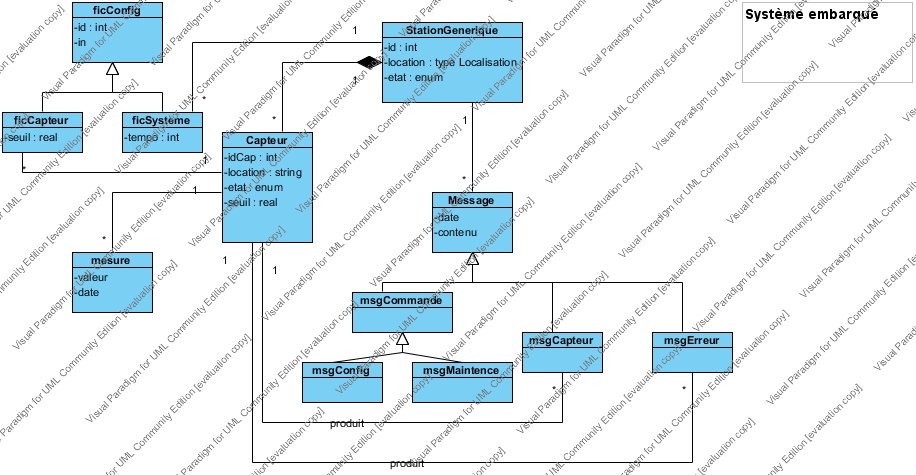 ficConfig
-id : int
-in
Système embarqué
StationGenerique
-id : int
-location : type Localisation
-etat : enum
1
1
*
*
ficCapteur
-seuil : real
ficSystème
-tempo : int
Capteur
-idCap : int
-location : string
-etat : enum
-seuil : real
1
*
1
*
mesure
-valeur
-date
1
*
Message
-date
-contenu
1
1
msgCommande
msgCapteur
msgErreur
msgConfig
msgMaintence
*
*
produit
produit
Visual Paradigm for UML Community Edition [evaluation copy]